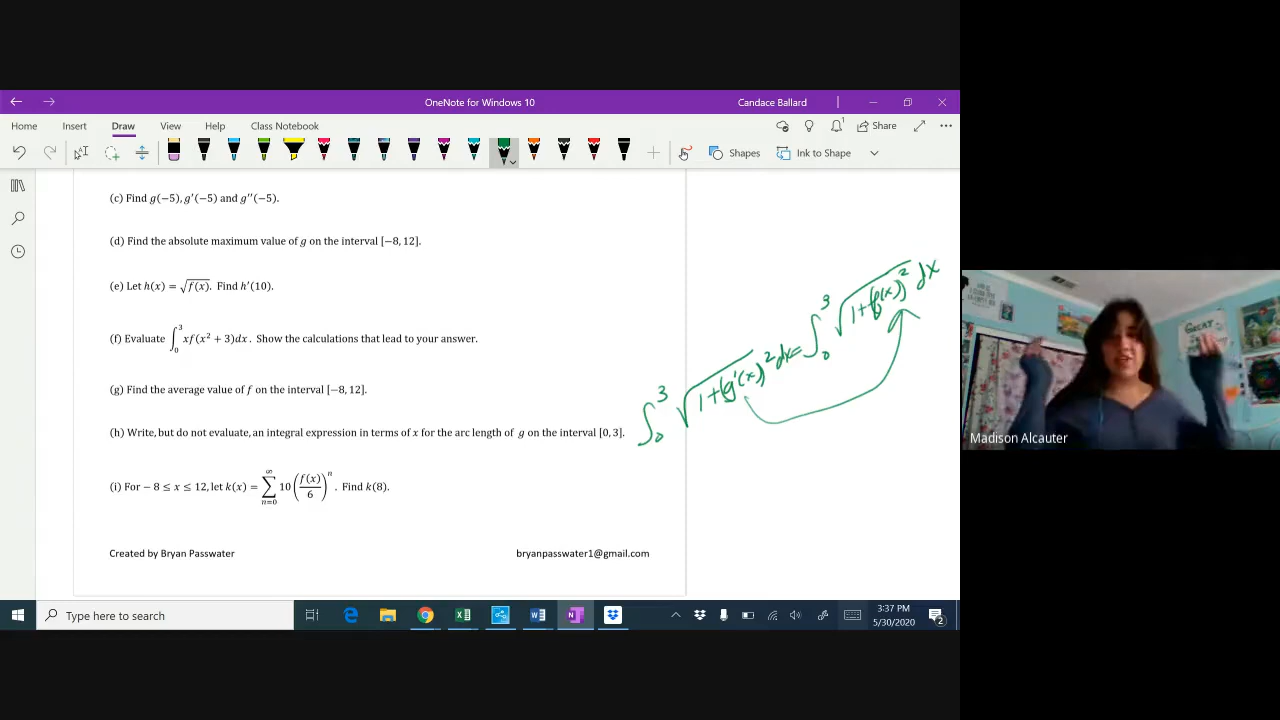 OneNote for Windows 10
Candace Ballard
Home Insert Draw View Help Class Notebook
Share
Shapes Ink to Shape
(c) Find g(−5), g′(−5) and g′′(−5).
(d) Find the absolute maximum value of g on the interval [−8, 12].
(e) Let h(x) = √f(x). Find h′(10).
(f) Evaluate ∫₀³ xf(x² + 3)dx. Show the calculations that lead to your answer.
(g) Find the average value of f on the interval [−8, 12].
(h) Write, but do not evaluate, an integral expression in terms of x for the arc length of g on the interval [0, 3].
∫₀³ √(1+(g′(x))²) dx = ∫₀³ √(1+(f(x))²) dx
(i) For − 8 ≤ x ≤ 12, let k(x) = ∑_{n=0}^{∞} 10 (f(x)/6)ⁿ. Find k(8).
Created by Bryan Passwater
bryanpasswater1@gmail.com
Madison Alcauter
Type here to search
3:37 PM
5/30/2020
2